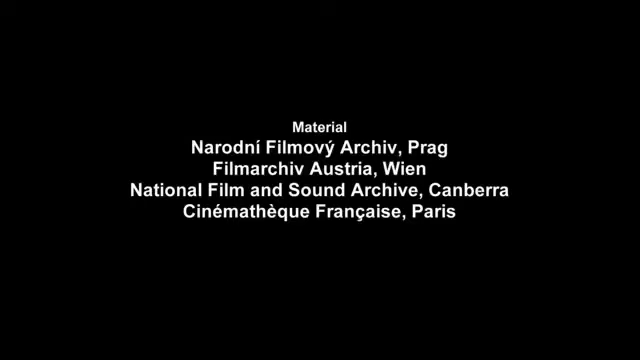 Material
Narodní Filmový Archiv, Prag
Filmarchiv Austria, Wien
National Film and Sound Archive, Canberra
Cinémathèque Française, Paris